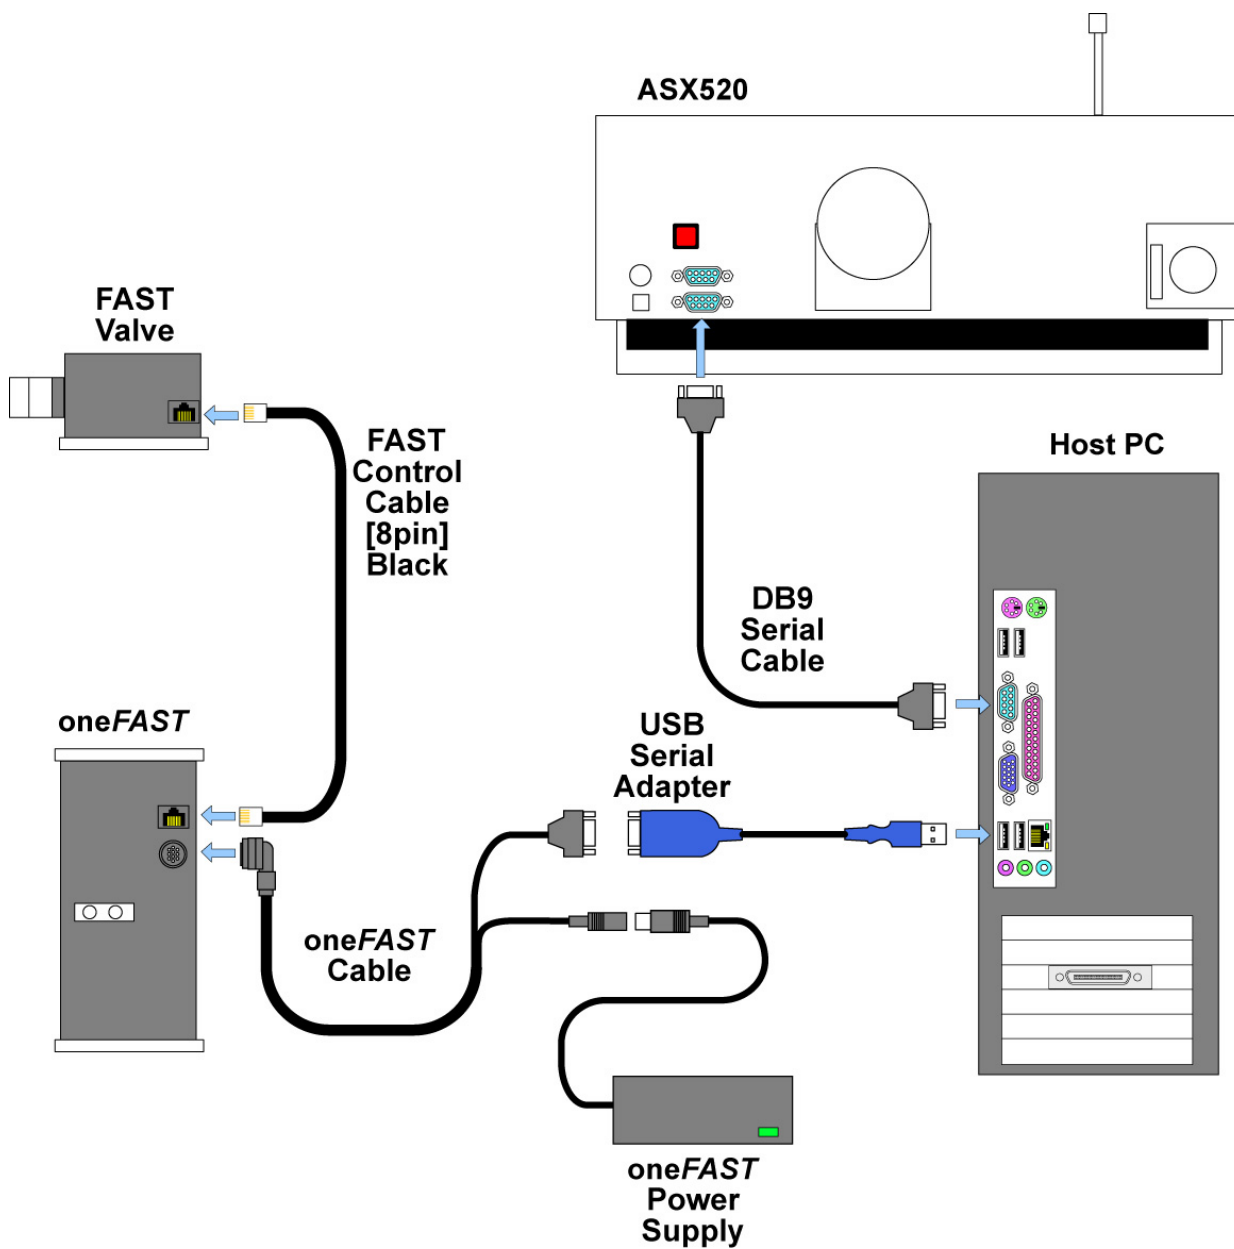 ASX520
FAST
Valve
FAST
Control
Cable
[8pin]
Black
Host PC
DB9
Serial
Cable
oneFAST
USB
Serial
Adapter
oneFAST
Cable
oneFAST
Power
Supply